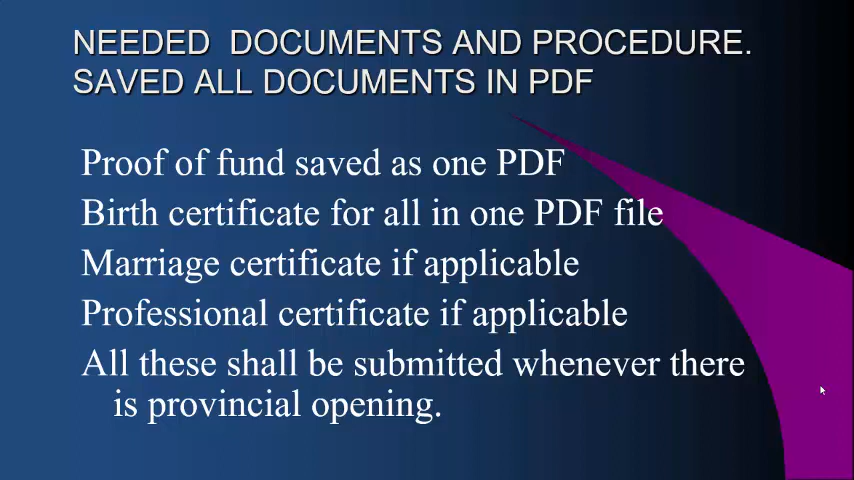 NEEDED DOCUMENTS AND PROCEDURE.
SAVED ALL DOCUMENTS IN PDF
Proof of fund saved as one PDF
Birth certificate for all in one PDF file
Marriage certificate if applicable
Professional certificate if applicable
All these shall be submitted whenever there
is provincial opening.